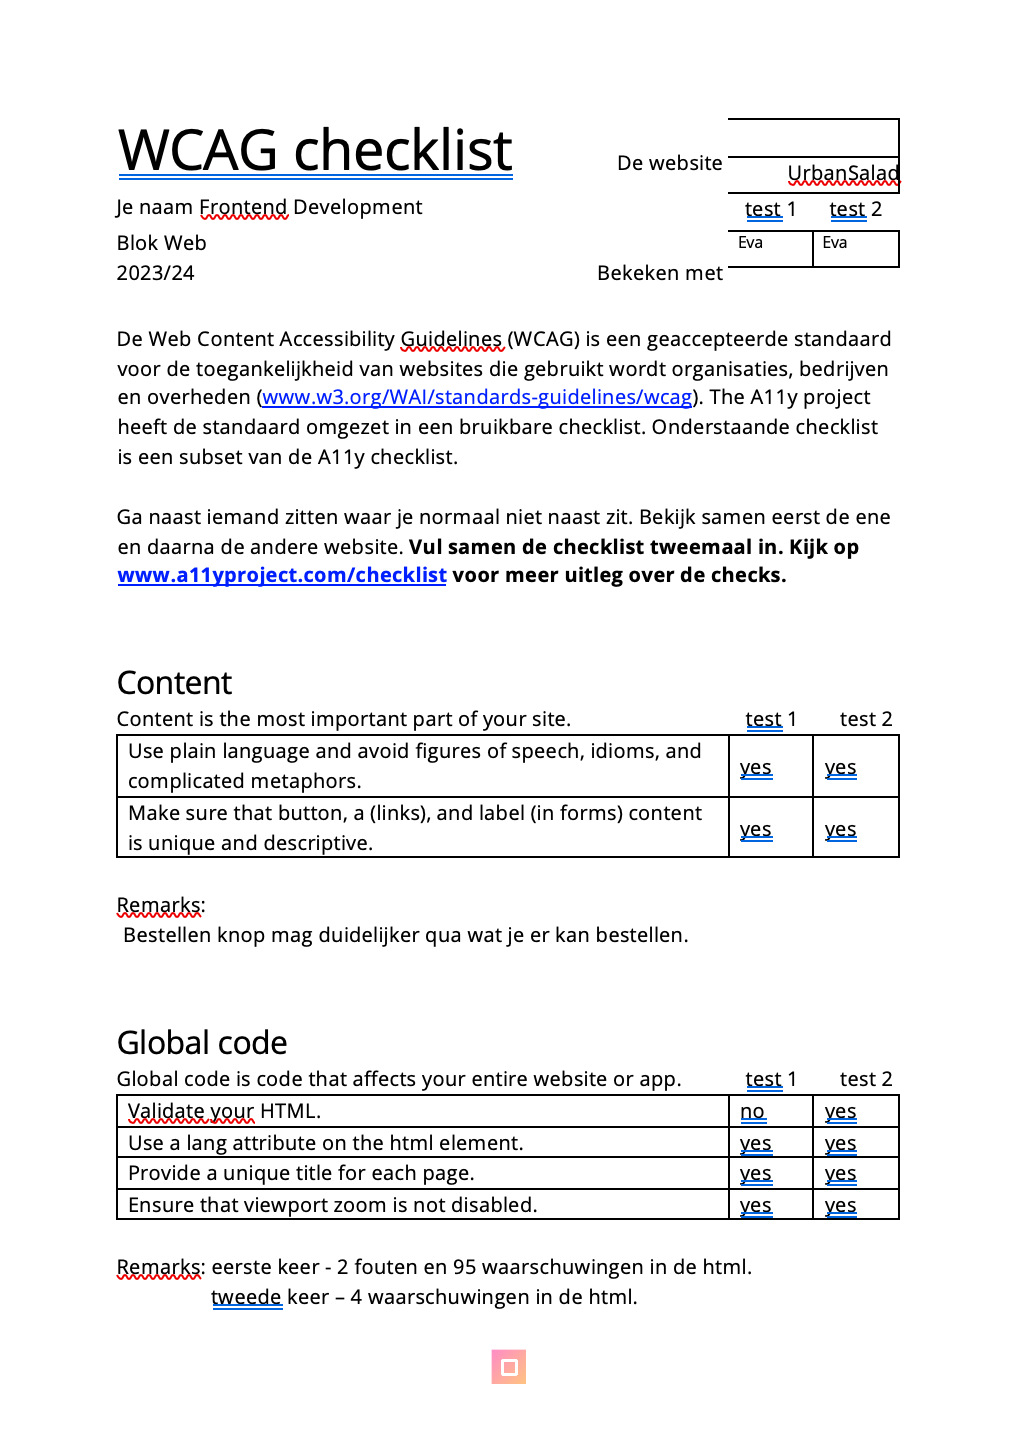 WCAG checklist
De website
UrbanSalad
Je naam Frontend Development
test 1 test 2
Blok Web
Eva Eva
2023/24
Bekeken met
De Web Content Accessibility Guidelines (WCAG) is een geaccepteerde standaard
voor de toegankelijkheid van websites die gebruikt wordt organisaties, bedrijven
en overheden (www.w3.org/WAI/standards-guidelines/wcag). The A11y project
heeft de standaard omgezet in een bruikbare checklist. Onderstaande checklist
is een subset van de A11y checklist.
Ga naast iemand zitten waar je normaal niet naast zit. Bekijk samen eerst de ene
en daarna de andere website. Vul samen de checklist tweemaal in. Kijk op
www.a11yproject.com/checklist voor meer uitleg over de checks.
Content
Content is the most important part of your site. test 1 test 2
Use plain language and avoid figures of speech, idioms, and
complicated metaphors.
yes yes
Make sure that button, a (links), and label (in forms) content
is unique and descriptive.
yes yes
Remarks:
Bestellen knop mag duidelijker qua wat je er kan bestellen.
Global code
Global code is code that affects your entire website or app. test 1 test 2
Validate your HTML. no yes
Use a lang attribute on the html element. yes yes
Provide a unique title for each page. yes yes
Ensure that viewport zoom is not disabled. yes yes
Remarks: eerste keer - 2 fouten en 95 waarschuwingen in de html.
tweede keer – 4 waarschuwingen in de html.